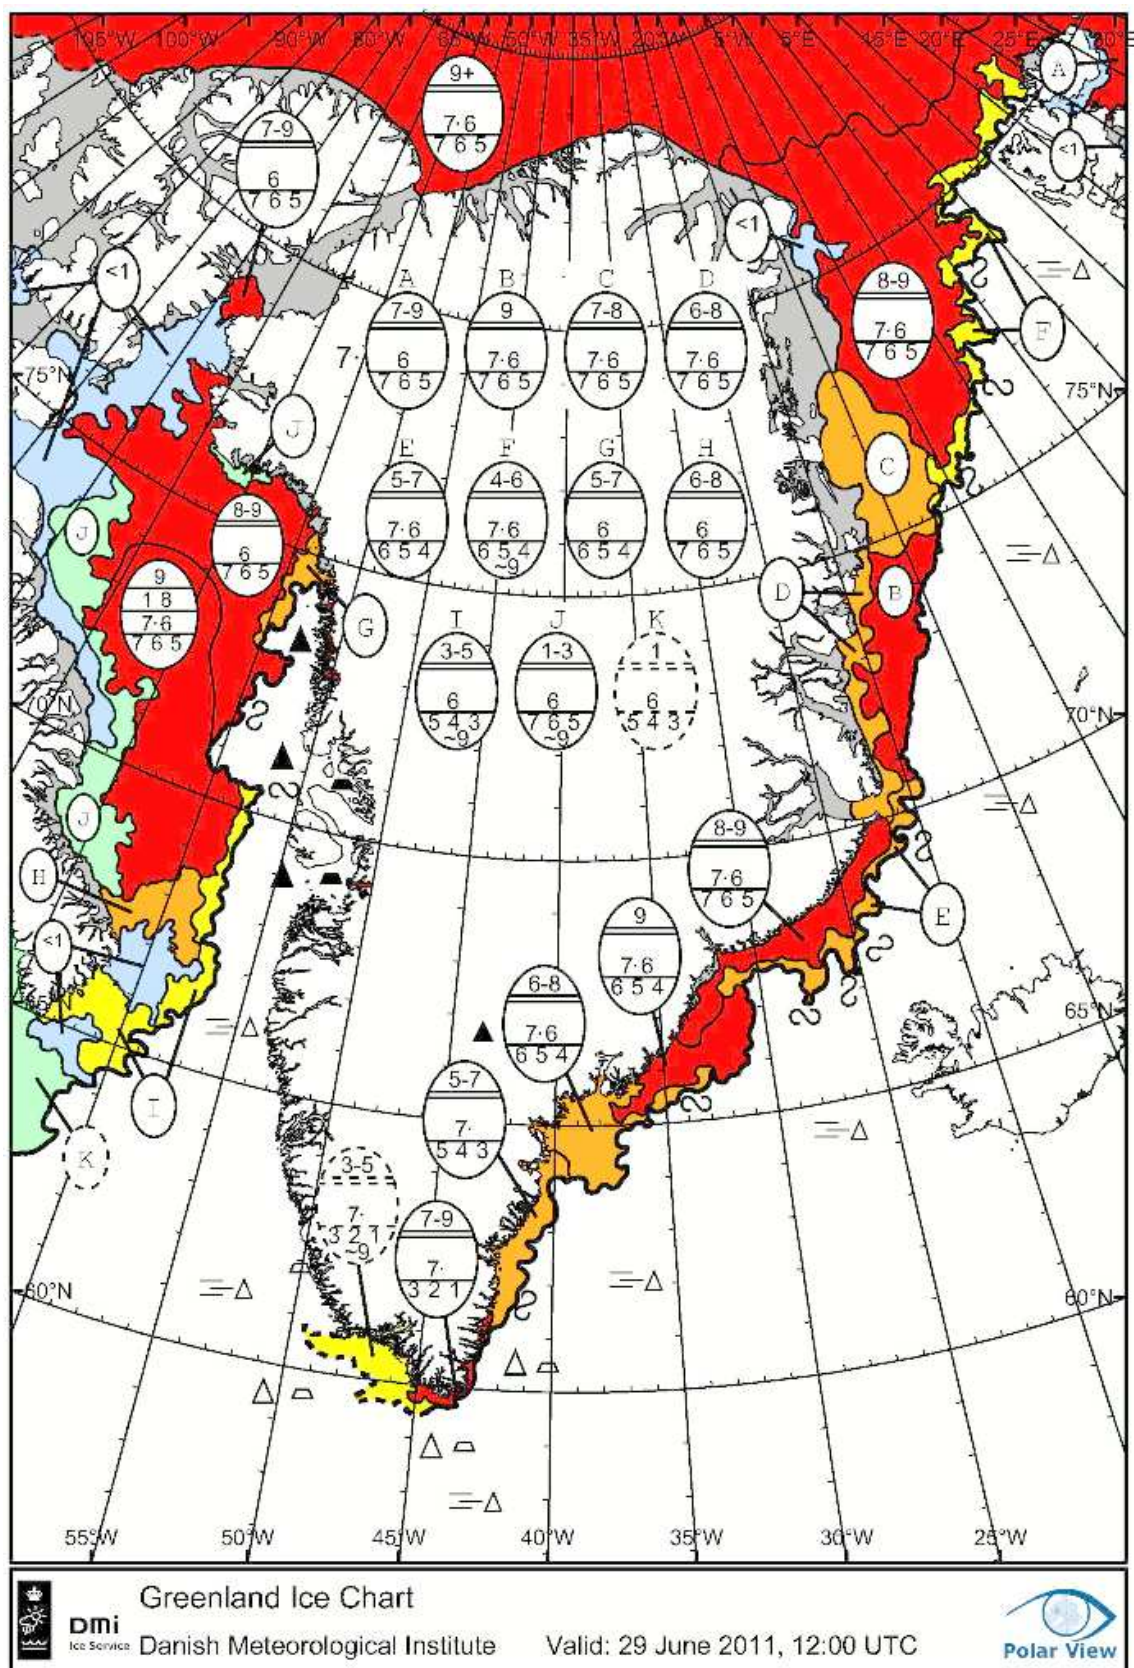 105°W 100°W 90°W 80°W 65°W 50°W 35°W 5°W 5°E 15°E 20°E 25°E 30°E
A
9+
7· 6
7 6 5
7-9
6
7 6 5
<1
<1
<1
8-9
7· 6
7 6 5
F
A B C D
7-9 9 7-8 6-8
7· 6 7· 6 7· 6 7· 6
7 6 5 7 6 5 7 6 5 7 6 5
75°N
75°N
J
E F G H
5-7 4-6 5-7 6-8
7· 6 7· 6 6 6
6 5 4 6 5 4 6 5 4 7 6 5
~9
C
J
8-9
6
7 6 5
9
1 8
7· 6
7 6 5
D
B
G
I J K
3-5 1-3 1
6 6 6
5 4 3 7 6 5 5 4 3
~9 ~9
70°N
70°N
J
8-9
7· 6
7 6 5
H
E
<1
9
7· 6
6 5 4
65°N
6-8
7· 6
6 5 4
65°N
5-7
7·
5 4 3
I
K
3-5
7·
3 2 1
~9
7-9
7·
3 2 1
60°N
60°N
55°W 50°W 45°W 40°W 35°W 30°W 25°W
Greenland Ice Chart
DMi
Ice Service
Danish Meteorological Institute Valid: 29 June 2011, 12:00 UTC
Polar View